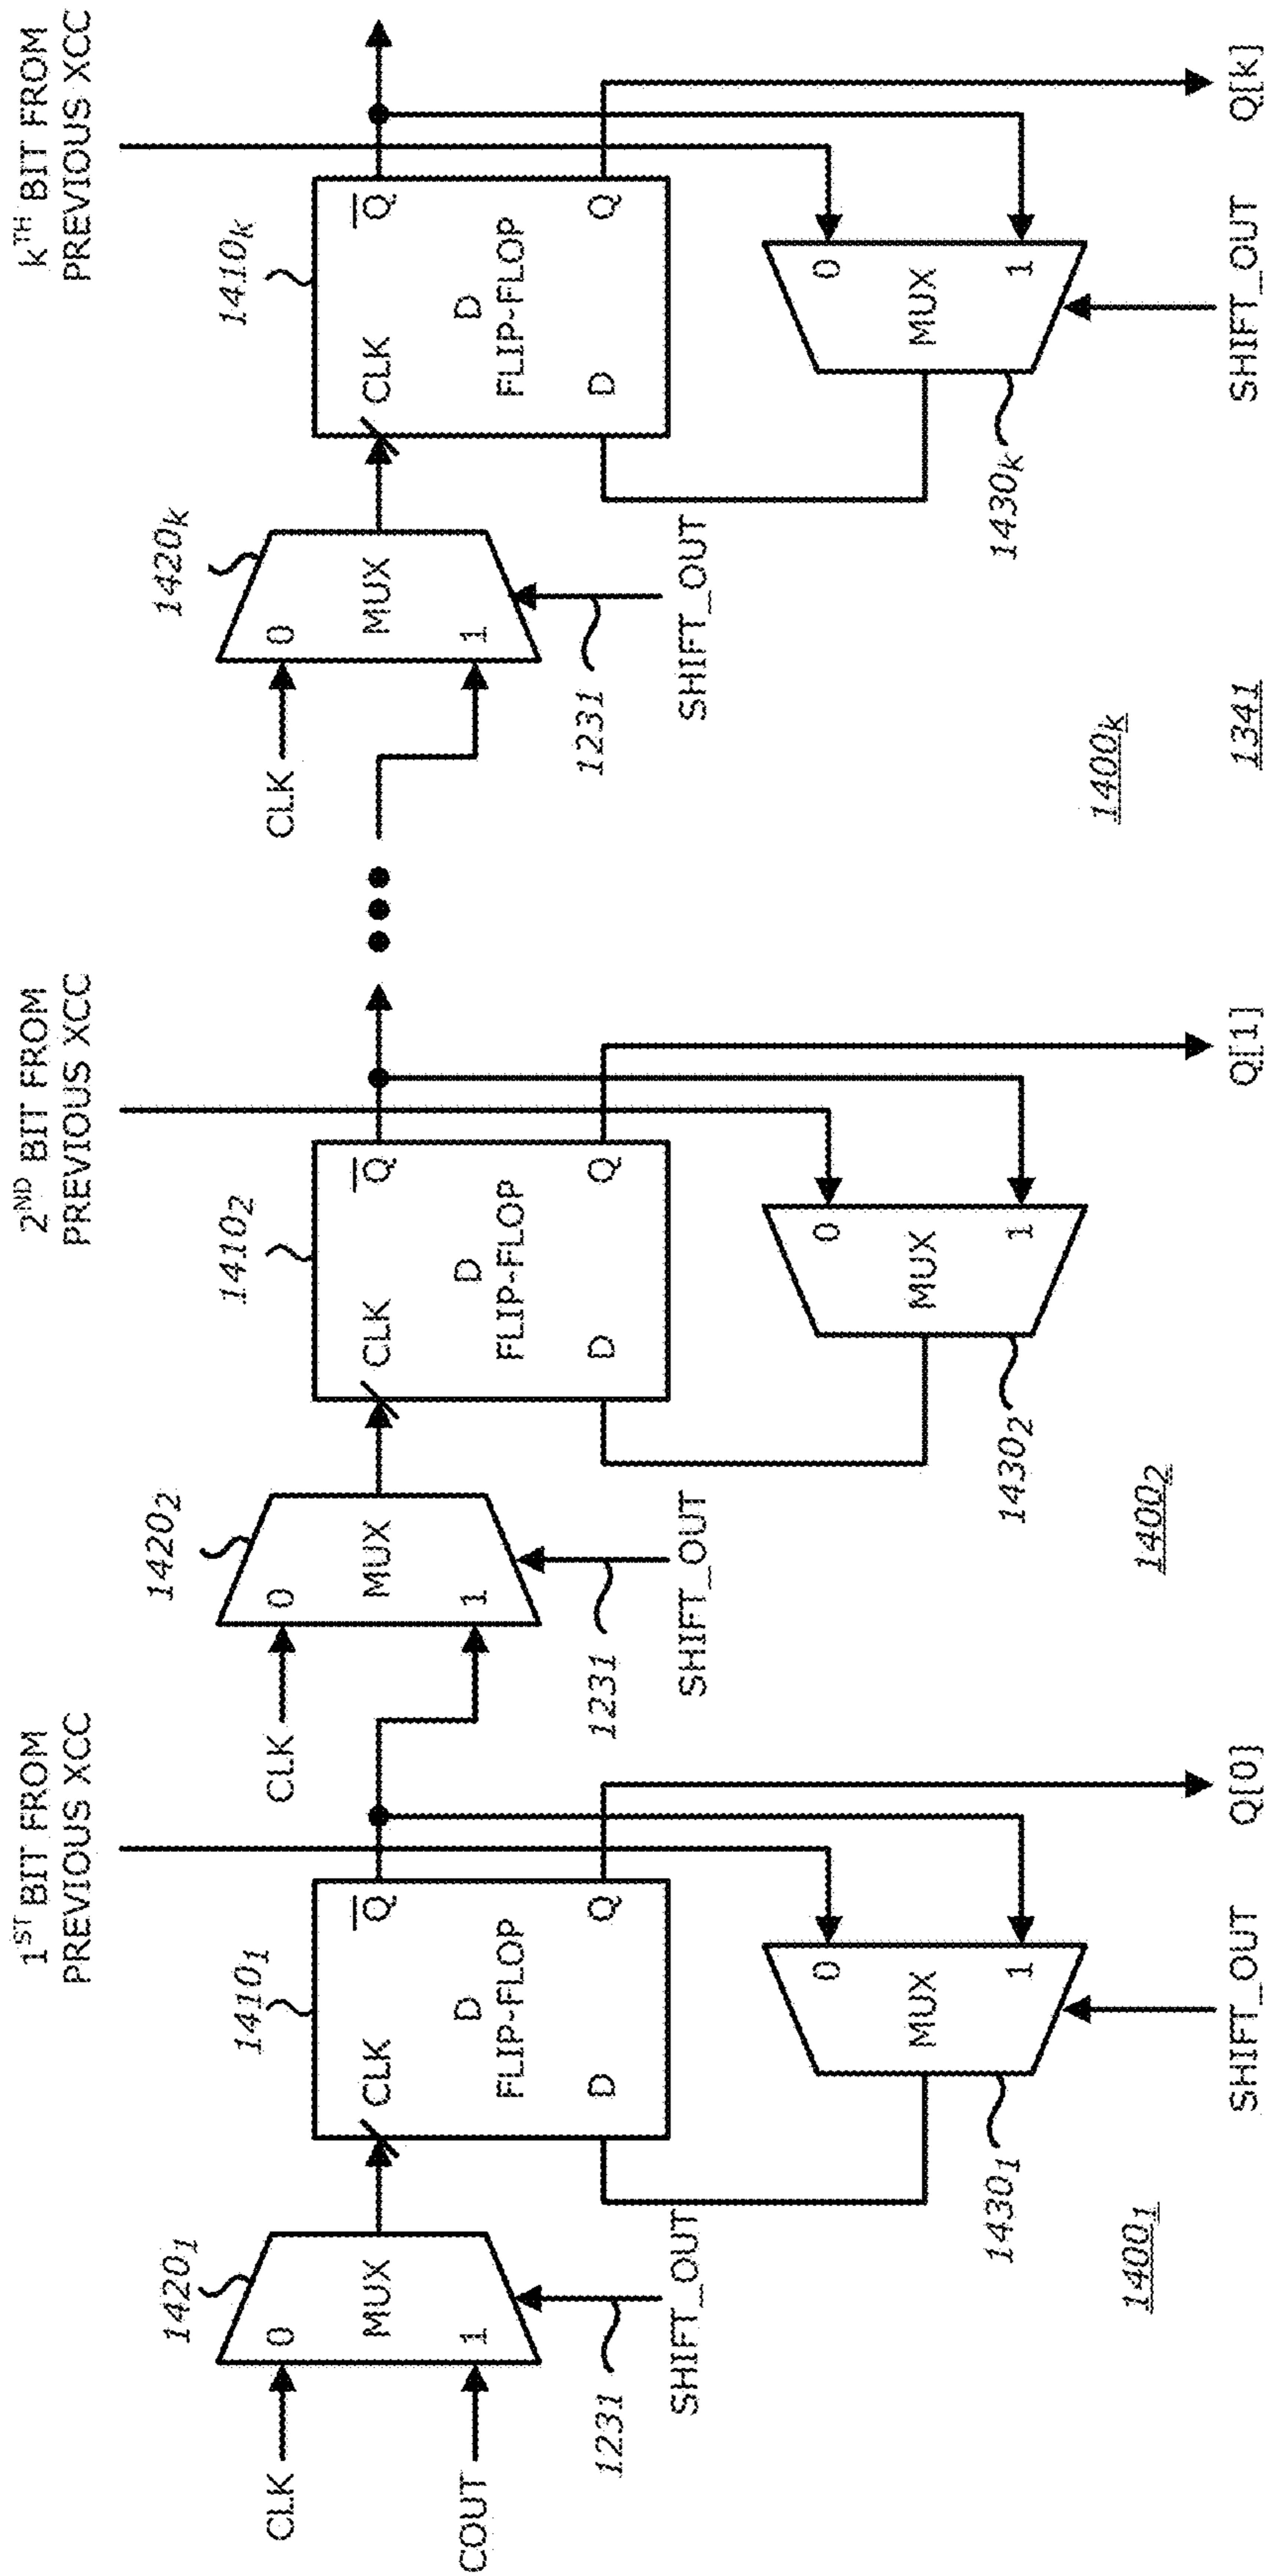 1ST BIT FROM
PREVIOUS XCC
2ND BIT FROM
PREVIOUS XCC
kTH BIT FROM
PREVIOUS XCC
1420₁
1410₁
1420₂
1410₂
1420k
1410k
CLK
0
MUX
1
COUT
1231
SHIFT_OUT
CLK
Q̅
D
FLIP-FLOP
D
Q
0
MUX
1
1430₁
SHIFT_OUT
Q[0]
1400₁
CLK
0
MUX
1
1231
SHIFT_OUT
CLK
Q̅
D
FLIP-FLOP
D
Q
0
MUX
1
1430₂
Q[1]
1400₂
CLK
0
MUX
1
1231
SHIFT_OUT
CLK
Q̅
D
FLIP-FLOP
D
Q
0
MUX
1
1430k
SHIFT_OUT
Q[k]
1400k
1341